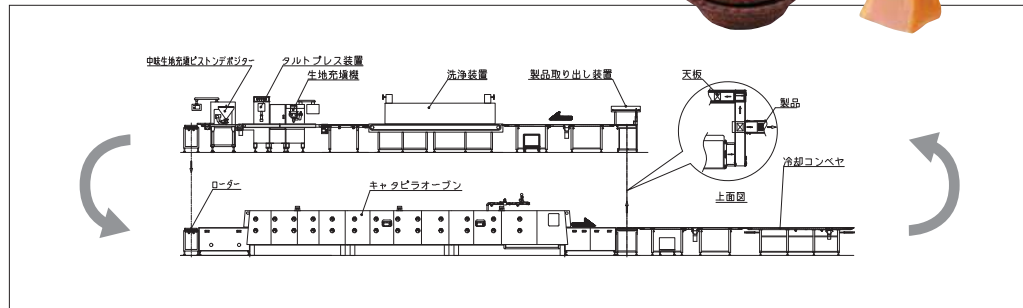 中味生地充填ピストンデポジター
タルトプレス装置
生地充填機
洗浄装置
製品取り出し装置
天板
製品
冷却コンベヤ
上面図
ローダー
キャタピラオーブン